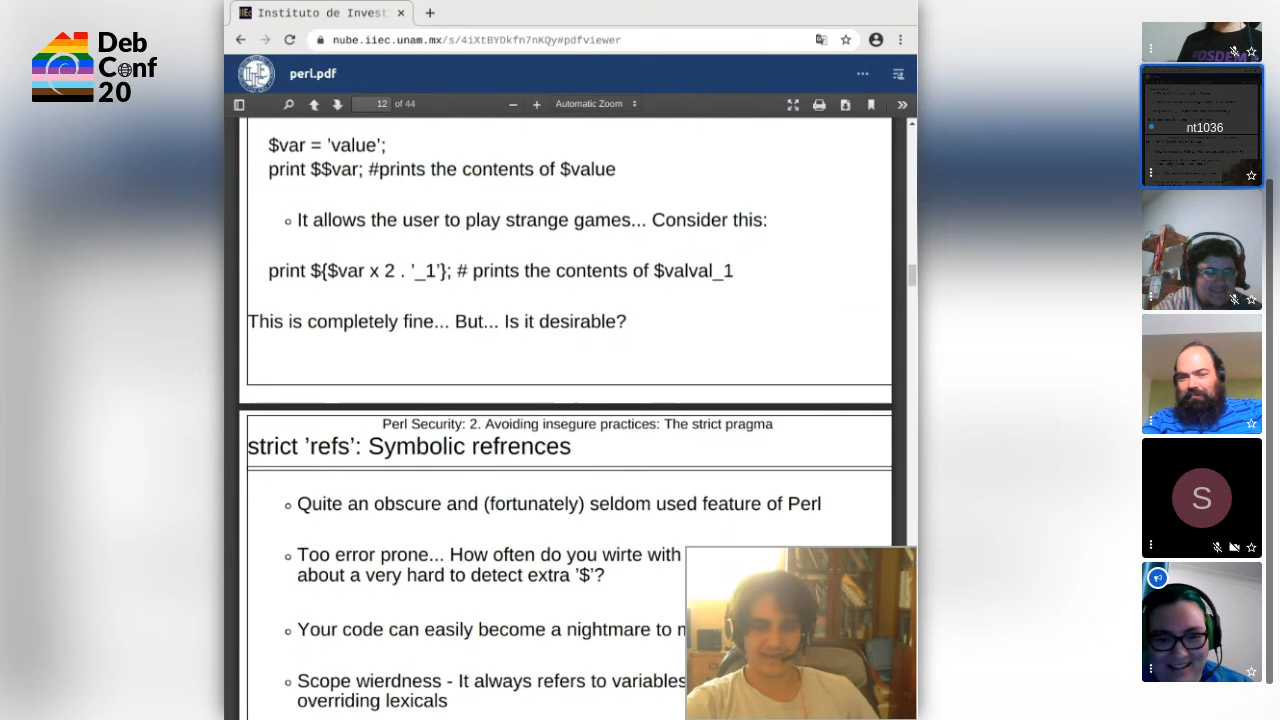 Deb
Conf
20
Instituto de Invest
nube.iiec.unam.mx/s/4iXtBYDkfn7nKQy#pdfviewer
perl.pdf
12 of 44
Automatic Zoom
$var = 'value';
print $$var; #prints the contents of $value
It allows the user to play strange games... Consider this:
print ${$var x 2 . '_1'}; # prints the contents of $valval_1
This is completely fine... But... Is it desirable?
Perl Security: 2. Avoiding insegure practices: The strict pragma
strict 'refs': Symbolic refrences
Quite an obscure and (fortunately) seldom used feature of Perl
Too error prone... How often do you wirte with
about a very hard to detect extra '$'?
Your code can easily become a nightmare to
Scope wierdness - It always refers to variables
overriding lexicals
#OSDEM
nt1036
S